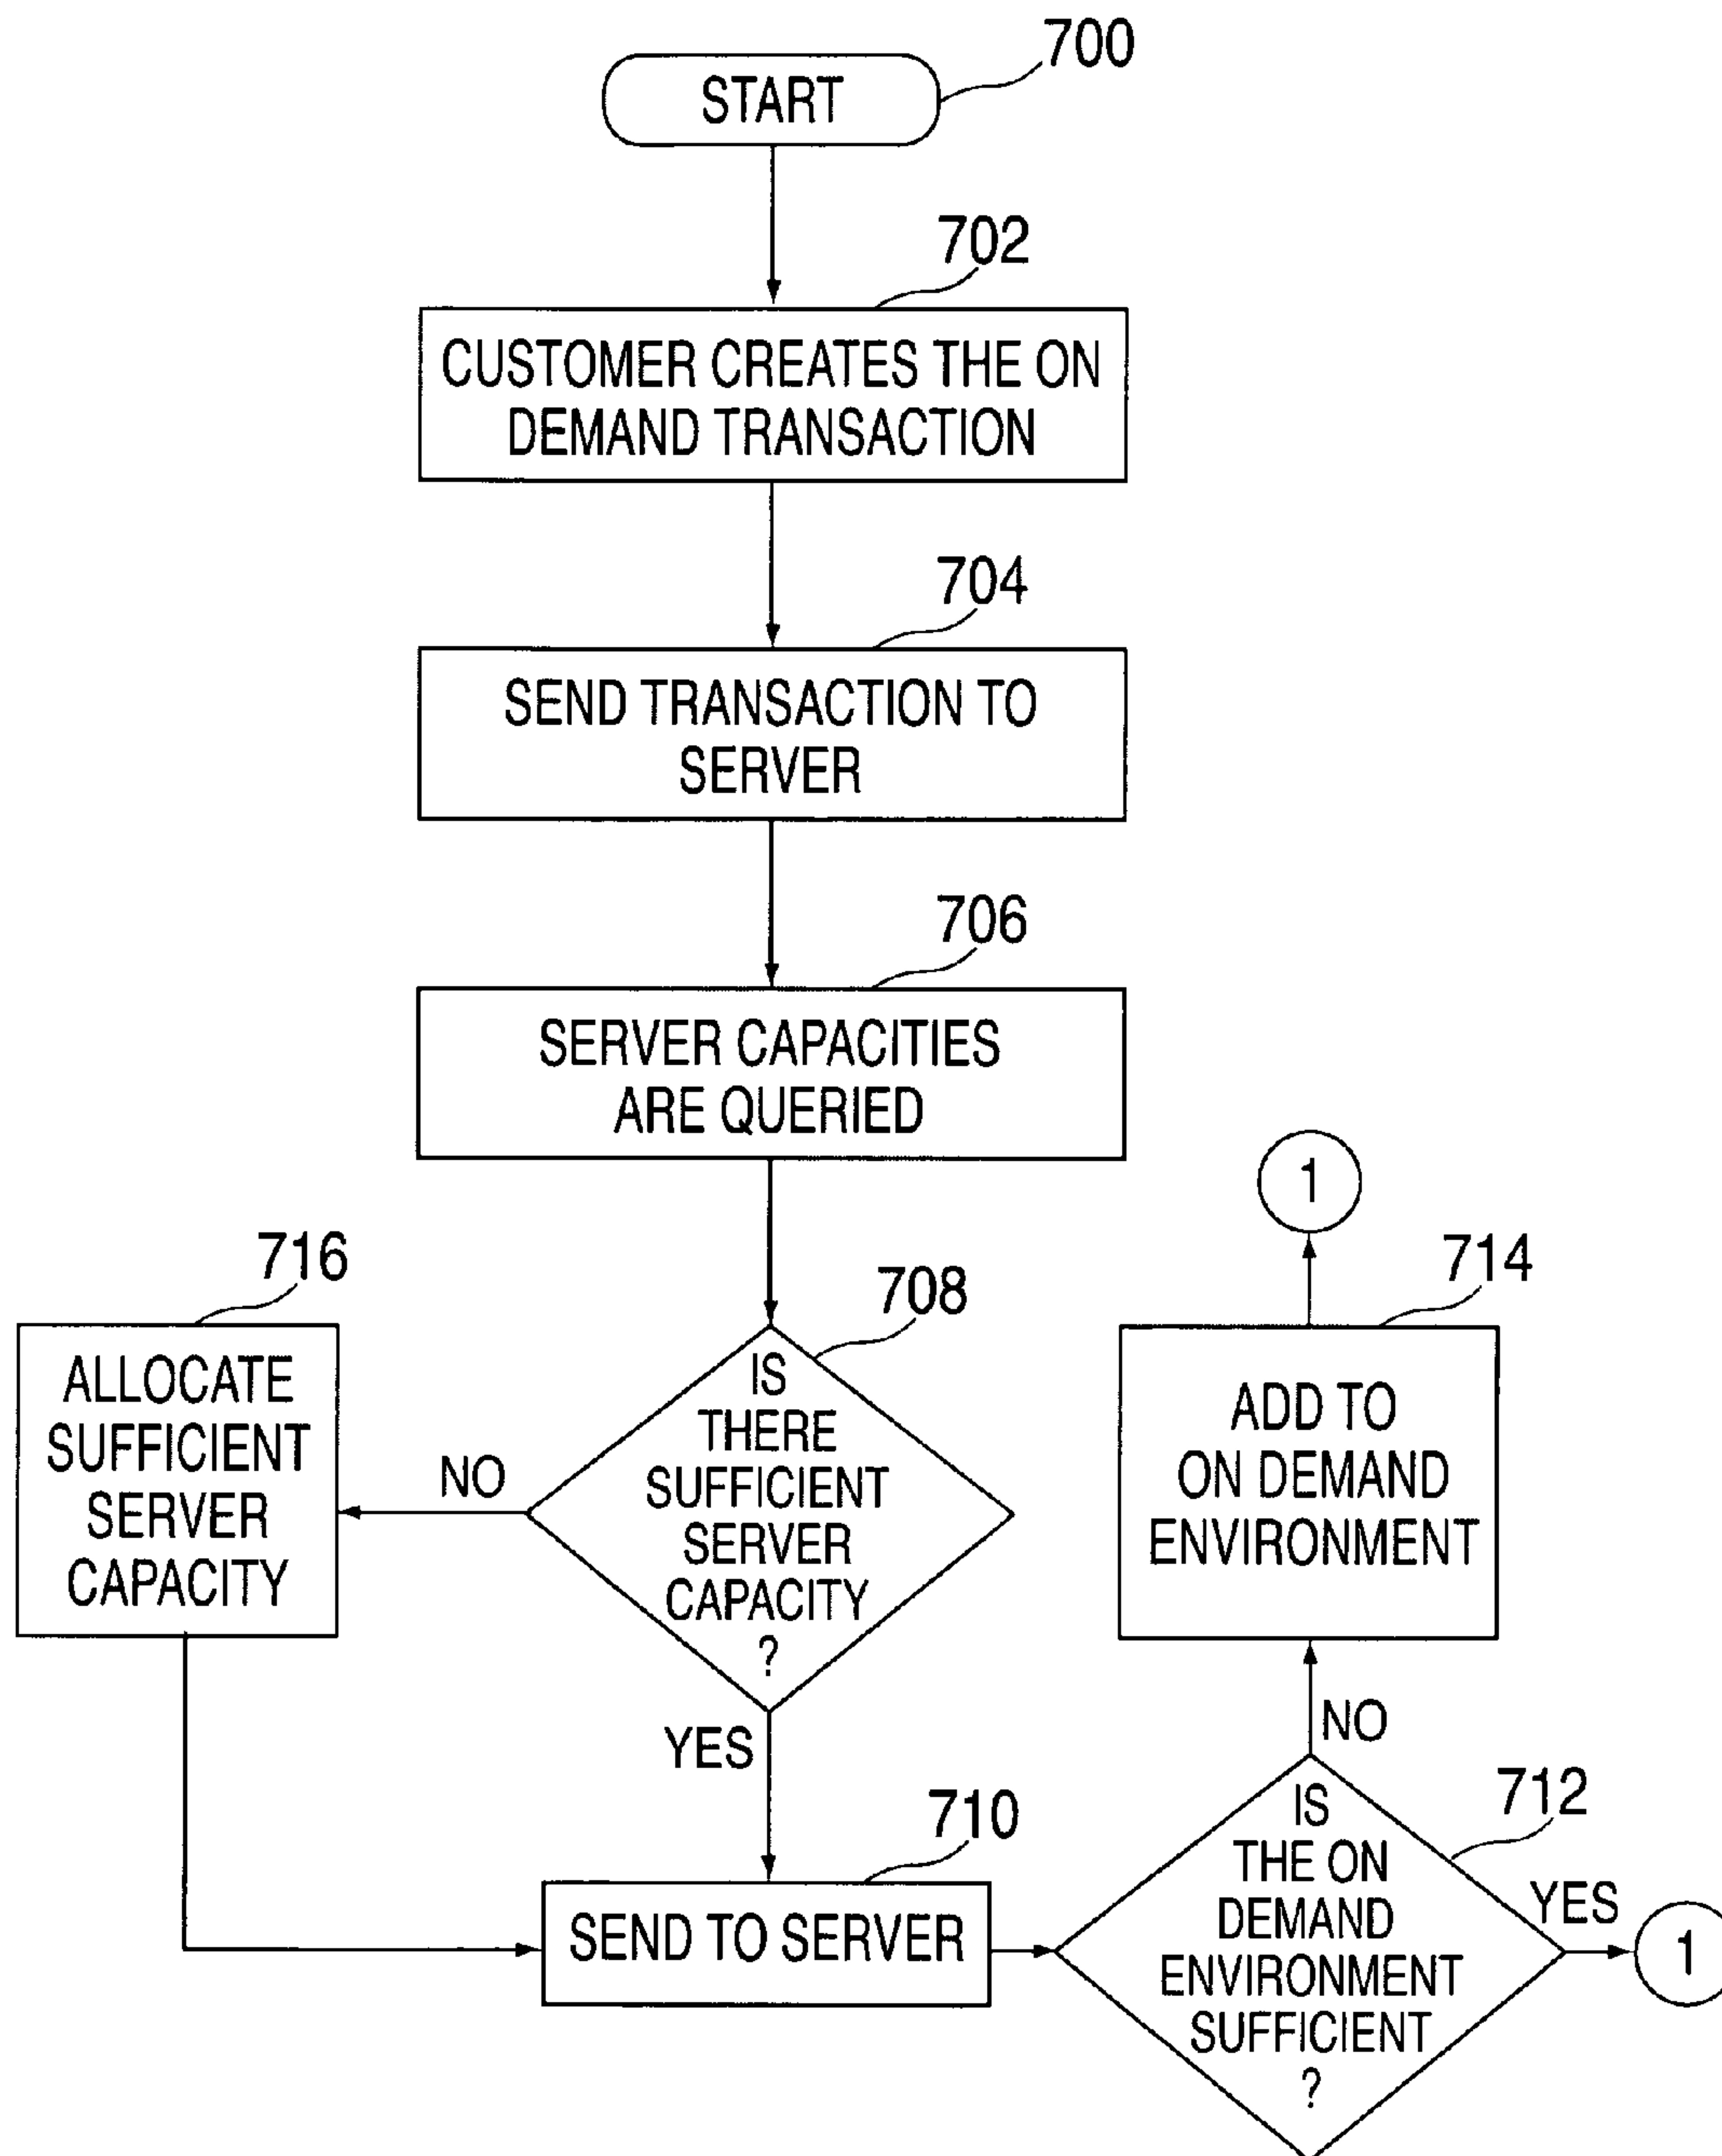 700
START
702
CUSTOMER CREATES THE ON
DEMAND TRANSACTION
704
SEND TRANSACTION TO
SERVER
706
SERVER CAPACITIES
ARE QUERIED
1
716
708
714
ALLOCATE
SUFFICIENT
SERVER
CAPACITY
NO
IS
THERE
SUFFICIENT
SERVER
CAPACITY
?
ADD TO
ON DEMAND
ENVIRONMENT
YES
NO
710
712
SEND TO SERVER
IS
THE ON
DEMAND
ENVIRONMENT
SUFFICIENT
?
YES
1